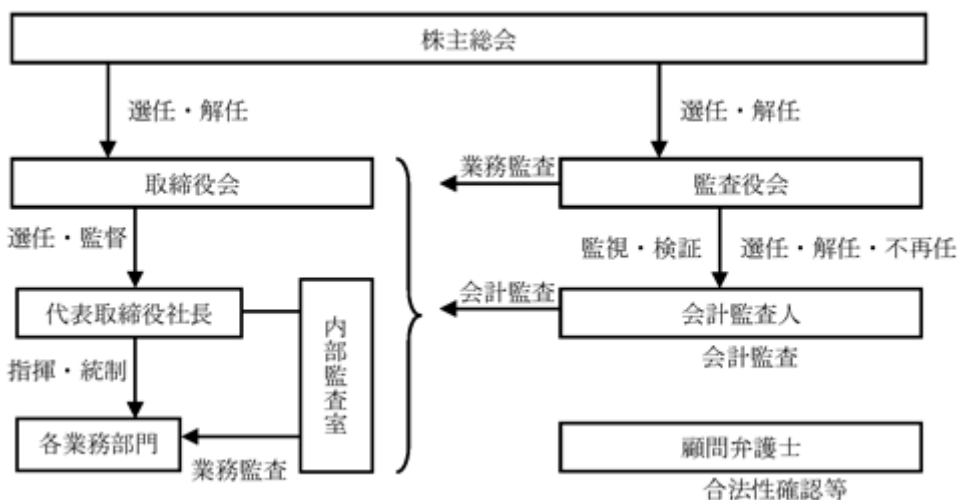 株主総会
選任・解任
選任・解任
取締役会
業務監査
監査役会
選任・監督
監視・検証
選任・解任・不再任
代表取締役社長
内部監査室
会計監査
会計監査人
会計監査
指揮・統制
各業務部門
業務監査
顧問弁護士
合法性確認等